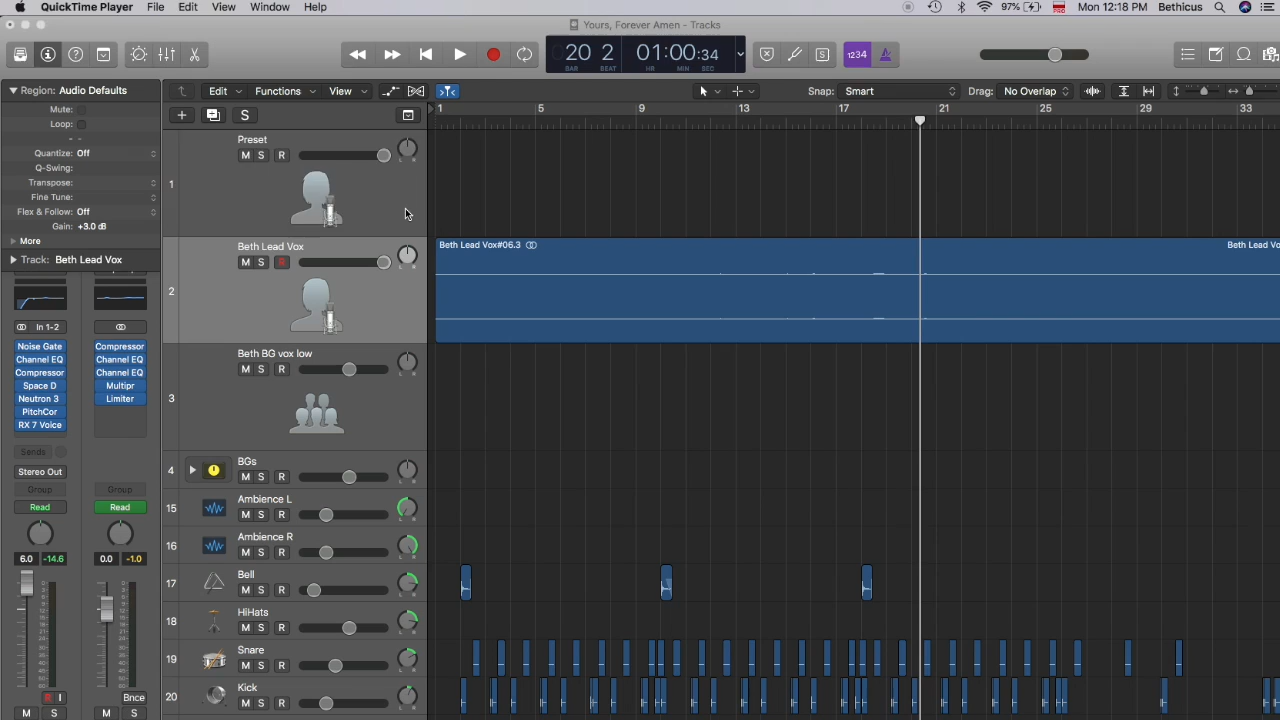 QuickTime Player File Edit View Window Help
97% Mon 12:18 PM Bethicus
Yours, Forever Amen - Tracks
20 2 01:00:34
BAR BEAT HR MIN SEC
1234
Region: Audio Defaults
Edit Functions View Snap: Smart Drag: No Overlap
Mute:
Loop:
Quantize: Off
Q-Swing:
Transpose:
Fine Tune:
Flex & Follow: Off
Gain: +3.0 dB
More
Track: Beth Lead Vox
S
1 5 9 13 17 21 25 29 33
1 Preset
M S R
2 Beth Lead Vox
M S R
Beth Lead Vox#06.3 Beth Lead Vo
3 Beth BG vox low
M S R
4 BGs
M S R
15 Ambience L
M S R
16 Ambience R
M S R
17 Bell
M S R
18 HiHats
M S R
19 Snare
M S R
20 Kick
M S R
In 1-2
Noise Gate Compressor
Channel EQ Channel EQ
Compressor Multipr
Space D Limiter
Neutron 3
PitchCor
RX 7 Voice
Sends
Stereo Out
Group Group
Read Read
6.0 -14.6 0.0 -1.0
R I Bnce
M S M S